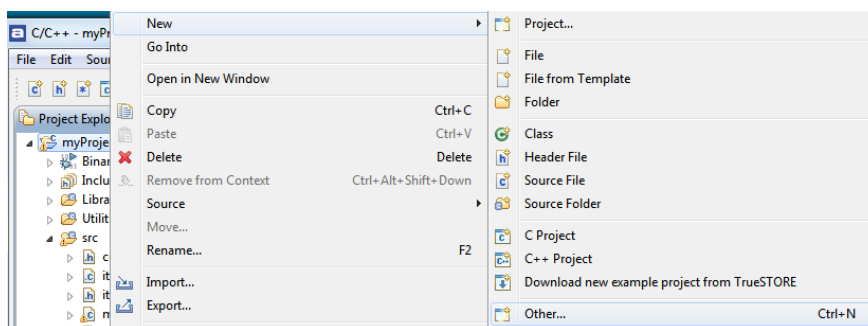 C/C++ - myPr
File Edit Sour
Project Explo
myProje
Binar
Inclu
Libra
Utilit
src
c
it
it
n
New
Go Into
Open in New Window
Copy Ctrl+C
Paste Ctrl+V
Delete Delete
Remove from Context Ctrl+Alt+Shift+Down
Source
Move...
Rename... F2
Import...
Export...
Project...
File
File from Template
Folder
Class
Header File
Source File
Source Folder
C Project
C++ Project
Download new example project from TrueSTORE
Other... Ctrl+N